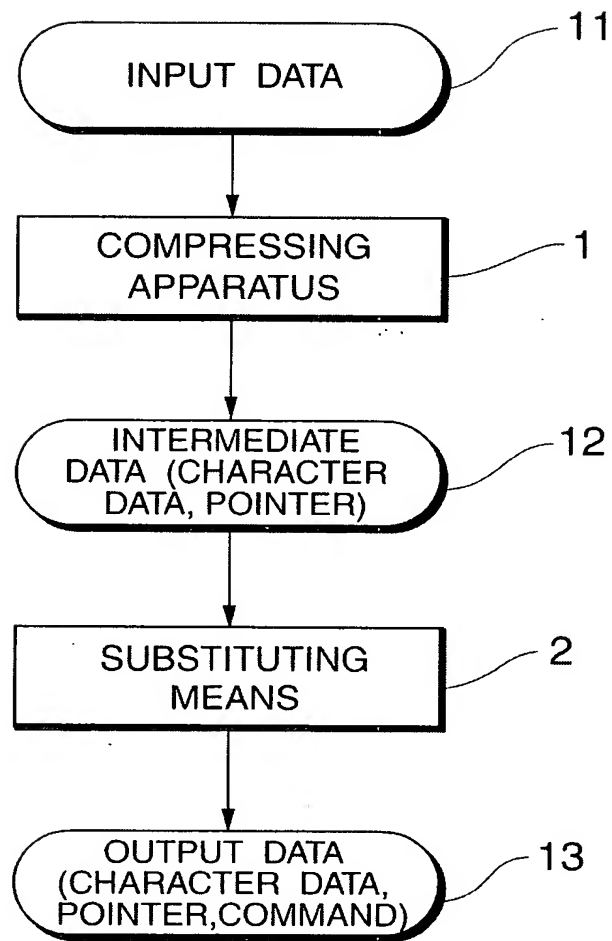 11
INPUT DATA
COMPRESSING
APPARATUS
1
INTERMEDIATE
DATA (CHARACTER
DATA, POINTER)
12
SUBSTITUTING
MEANS
2
OUTPUT DATA
(CHARACTER DATA,
POINTER,COMMAND)
13